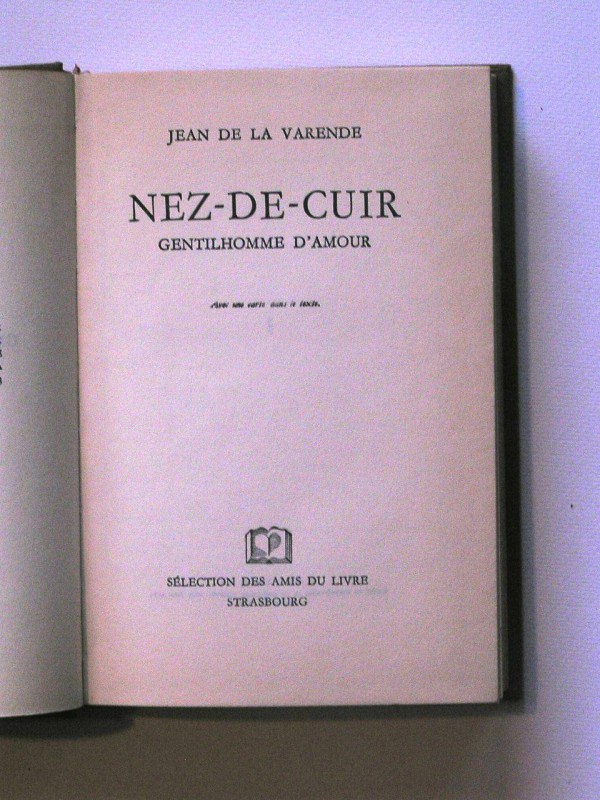 JEAN DE LA VARENDE
NEZ-DE-CUIR
GENTILHOMME D'AMOUR
Avec une carte dans le texte.
SÉLECTION DES AMIS DU LIVRE
STRASBOURG